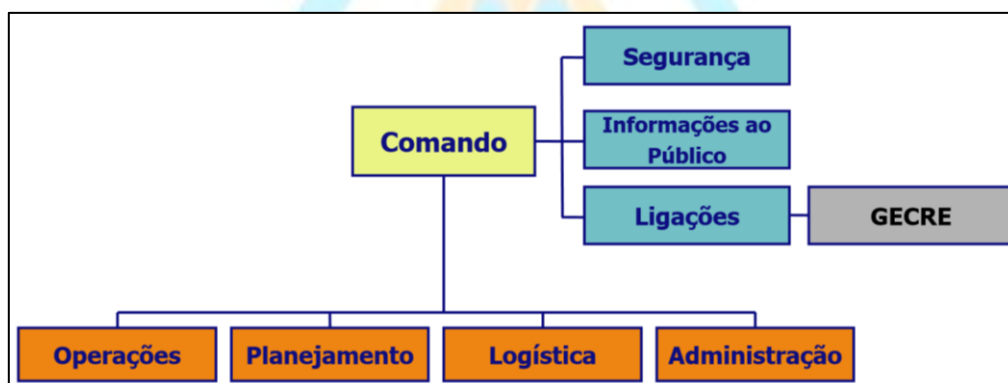 Segurança
Comando
Informações ao
Público
Ligações
GECRE
Operações
Planejamento
Logística
Administração